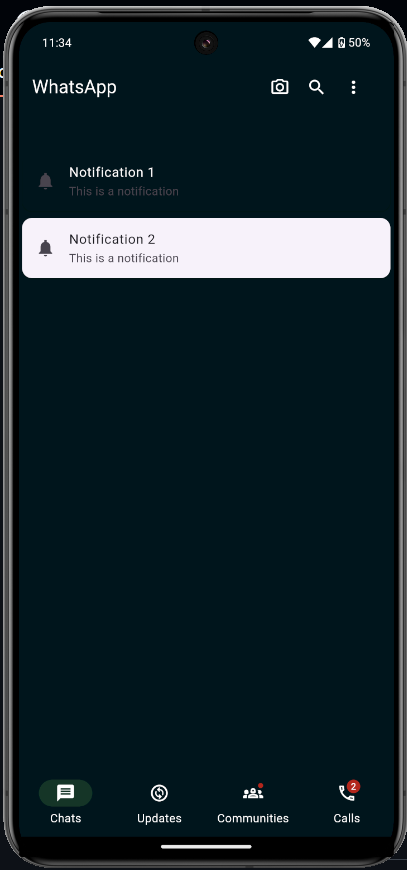 11:34
50%
WhatsApp
Notification 1
This is a notification
Notification 2
This is a notification
2
Chats
Updates
Communities
Calls